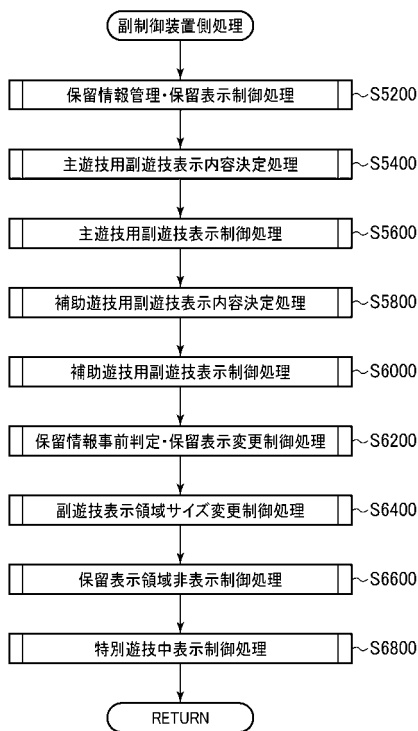 副制御装置側処理
保留情報管理・保留表示制御処理 S5200
主遊技用副遊技表示内容決定処理 S5400
主遊技用副遊技表示制御処理 S5600
補助遊技用副遊技表示内容決定処理 S5800
補助遊技用副遊技表示制御処理 S6000
保留情報事前判定・保留表示変更制御処理 S6200
副遊技表示領域サイズ変更制御処理 S6400
保留表示領域非表示制御処理 S6600
特別遊技中表示制御処理 S6800
RETURN